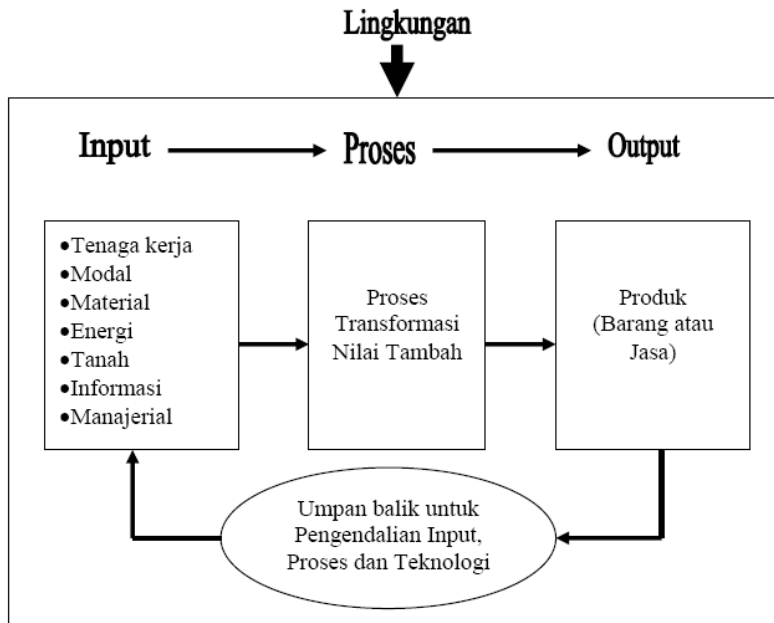 Lingkungan
Input Proses Output
•Tenaga kerja
•Modal
•Material
•Energi
•Tanah
•Informasi
•Manajerial
Proses
Transformasi
Nilai Tambah
Produk
(Barang atau
Jasa)
Umpan balik untuk
Pengendalian Input,
Proses dan Teknologi